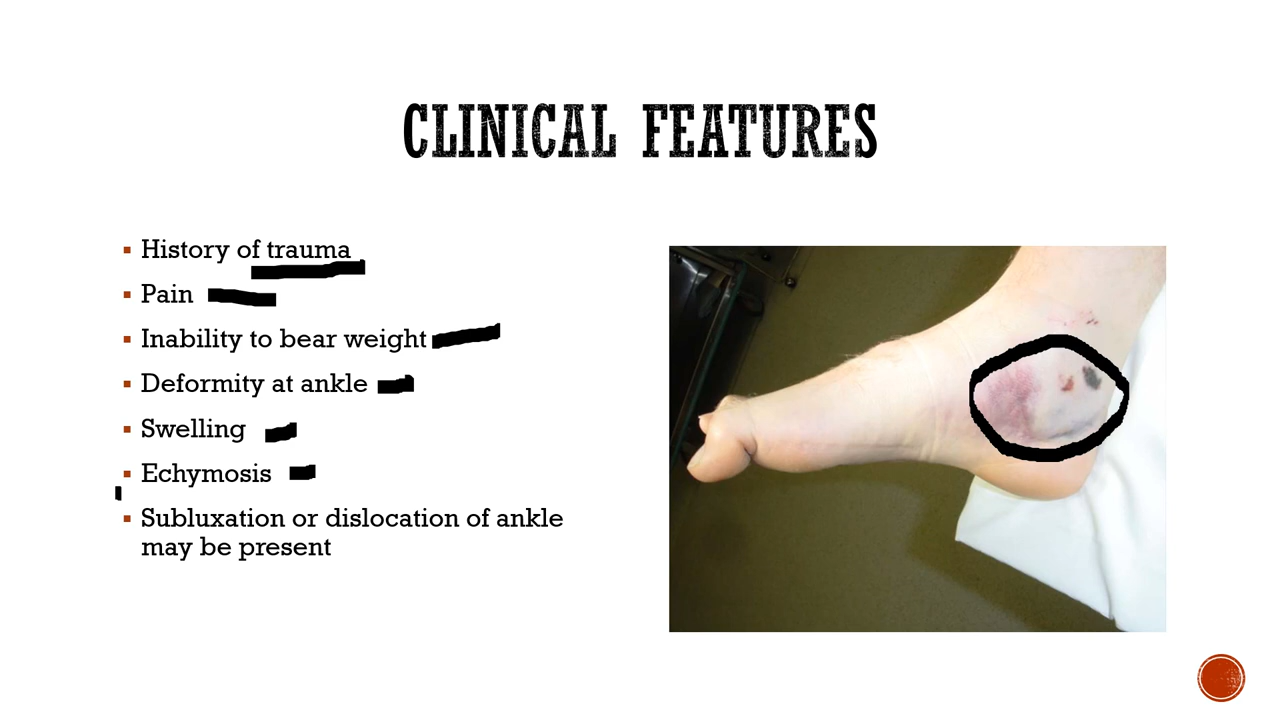 CLINICAL FEATURES
History of trauma
Pain
Inability to bear weight
Deformity at ankle
Swelling
Echymosis
Subluxation or dislocation of ankle
may be present